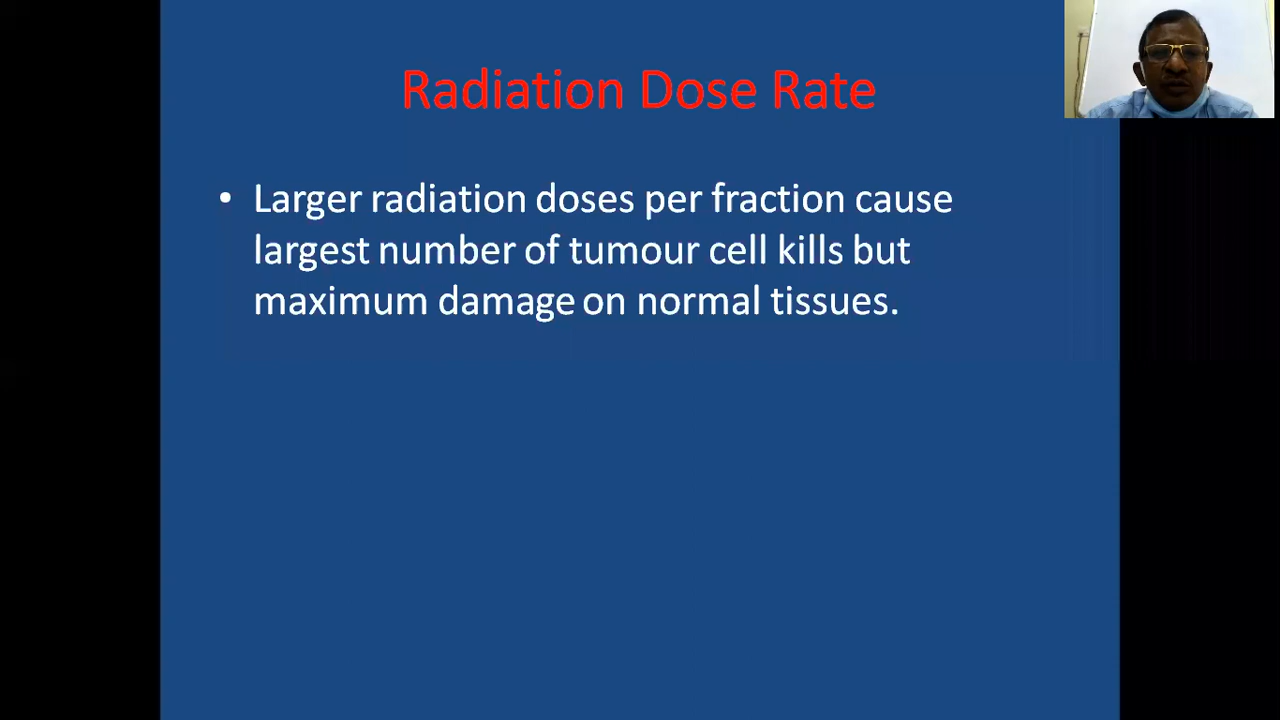 Radiation Dose Rate
• Larger radiation doses per fraction cause
largest number of tumour cell kills but
maximum damage on normal tissues.